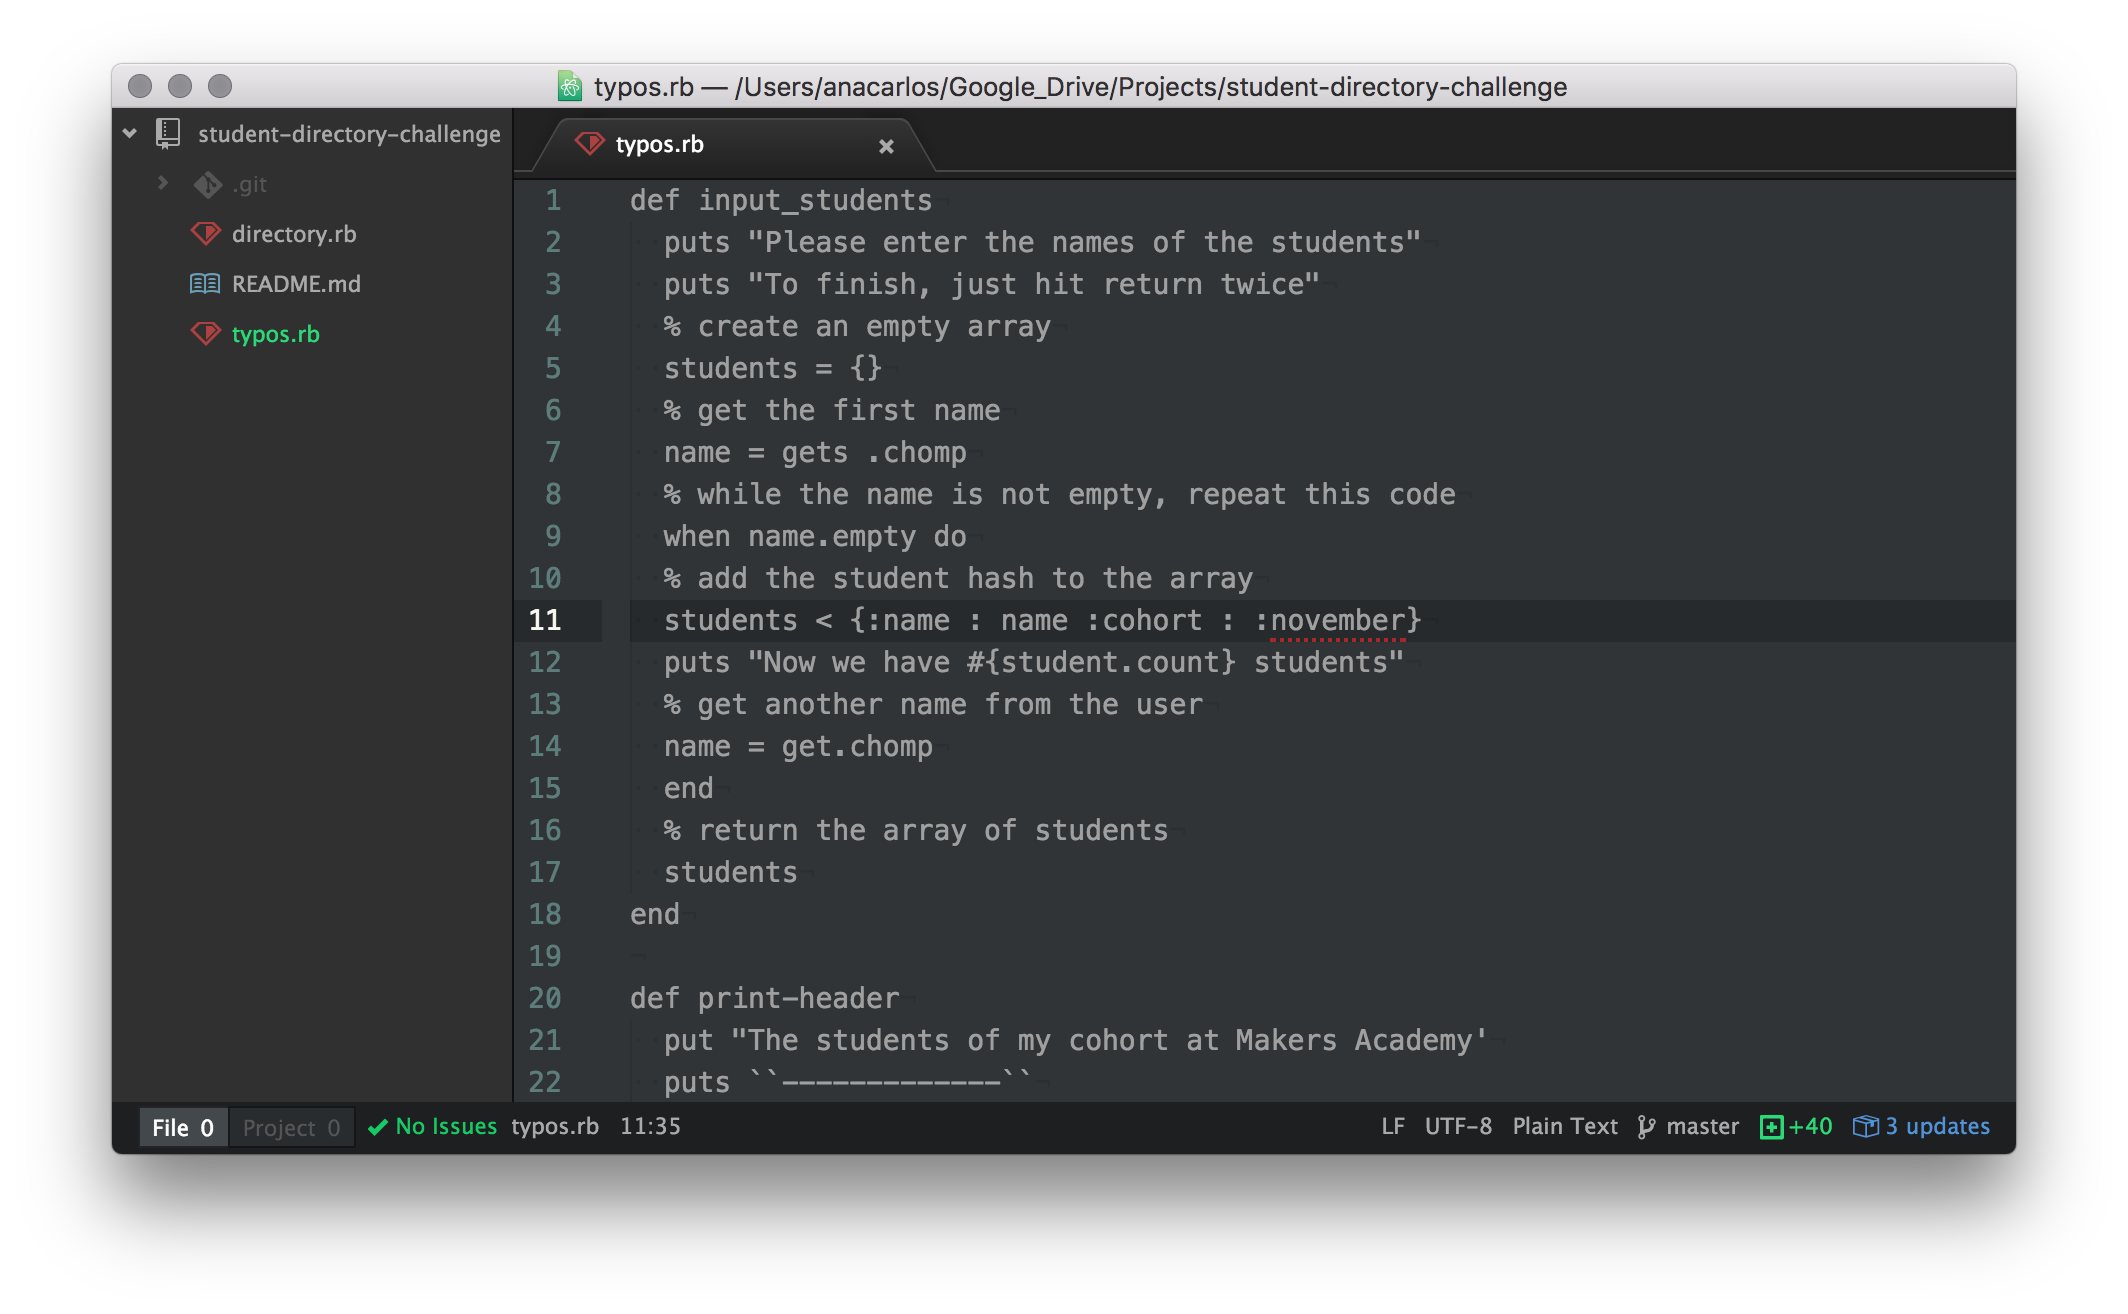 typos.rb — /Users/anacarlos/Google_Drive/Projects/student-directory-challenge
student-directory-challenge
.git
directory.rb
README.md
typos.rb
typos.rb
1 def input_students
2 puts "Please enter the names of the students"
3 puts "To finish, just hit return twice"
4 % create an empty array
5 students = {}
6 % get the first name
7 name = gets .chomp
8 % while the name is not empty, repeat this code
9 when name.empty do
10 % add the student hash to the array
11 students < {:name : name :cohort : :november}
12 puts "Now we have #{student.count} students"
13 % get another name from the user
14 name = get.chomp
15 end
16 % return the array of students
17 students
18 end
19
20 def print-header
21 put "The students of my cohort at Makers Academy'
22 puts ``-------------``
File 0 Project 0 No Issues typos.rb 11:35 LF UTF-8 Plain Text master +40 3 updates